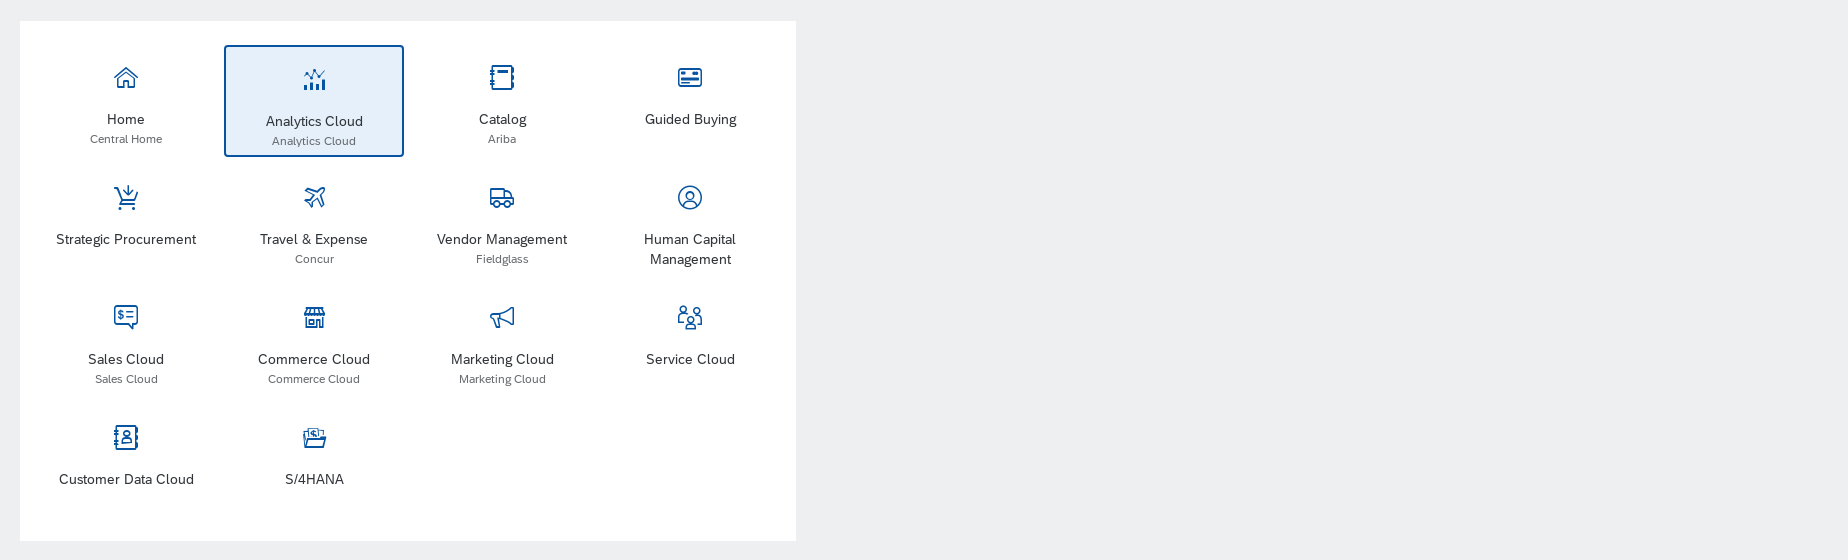 Home
Central Home
Analytics Cloud
Analytics Cloud
Catalog
Ariba
Guided Buying
Strategic Procurement
Travel & Expense
Concur
Vendor Management
Fieldglass
Human Capital
Management
Sales Cloud
Sales Cloud
Commerce Cloud
Commerce Cloud
Marketing Cloud
Marketing Cloud
Service Cloud
Customer Data Cloud
S/4HANA